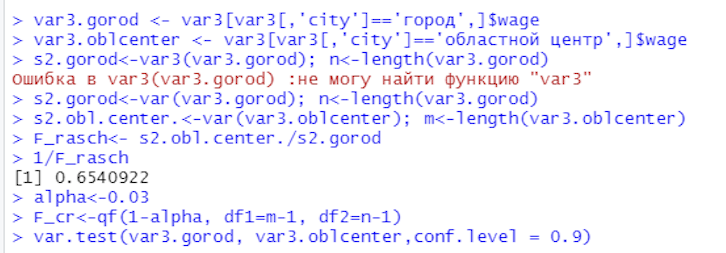 > var3.gorod <- var3[var3[,'city']=='город',]$wage
> var3.oblcenter <- var3[var3[,'city']=='областной центр',]$wage
> s2.gorod<-var3(var3.gorod); n<-length(var3.gorod)
Ошибка в var3(var3.gorod) :не могу найти функцию "var3"
> s2.gorod<-var(var3.gorod); n<-length(var3.gorod)
> s2.obl.center.<-var(var3.oblcenter); m<-length(var3.oblcenter)
> F_rasch<- s2.obl.center./s2.gorod
> 1/F_rasch
[1] 0.6540922
> alpha<-0.03
> F_cr<-qf(1-alpha, df1=m-1, df2=n-1)
> var.test(var3.gorod, var3.oblcenter,conf.level = 0.9)